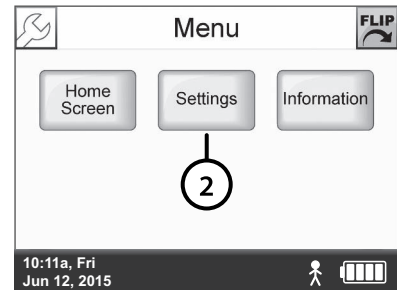 Menu
FLIP
Home
Screen
Settings
Information
2
10:11a, Fri
Jun 12, 2015